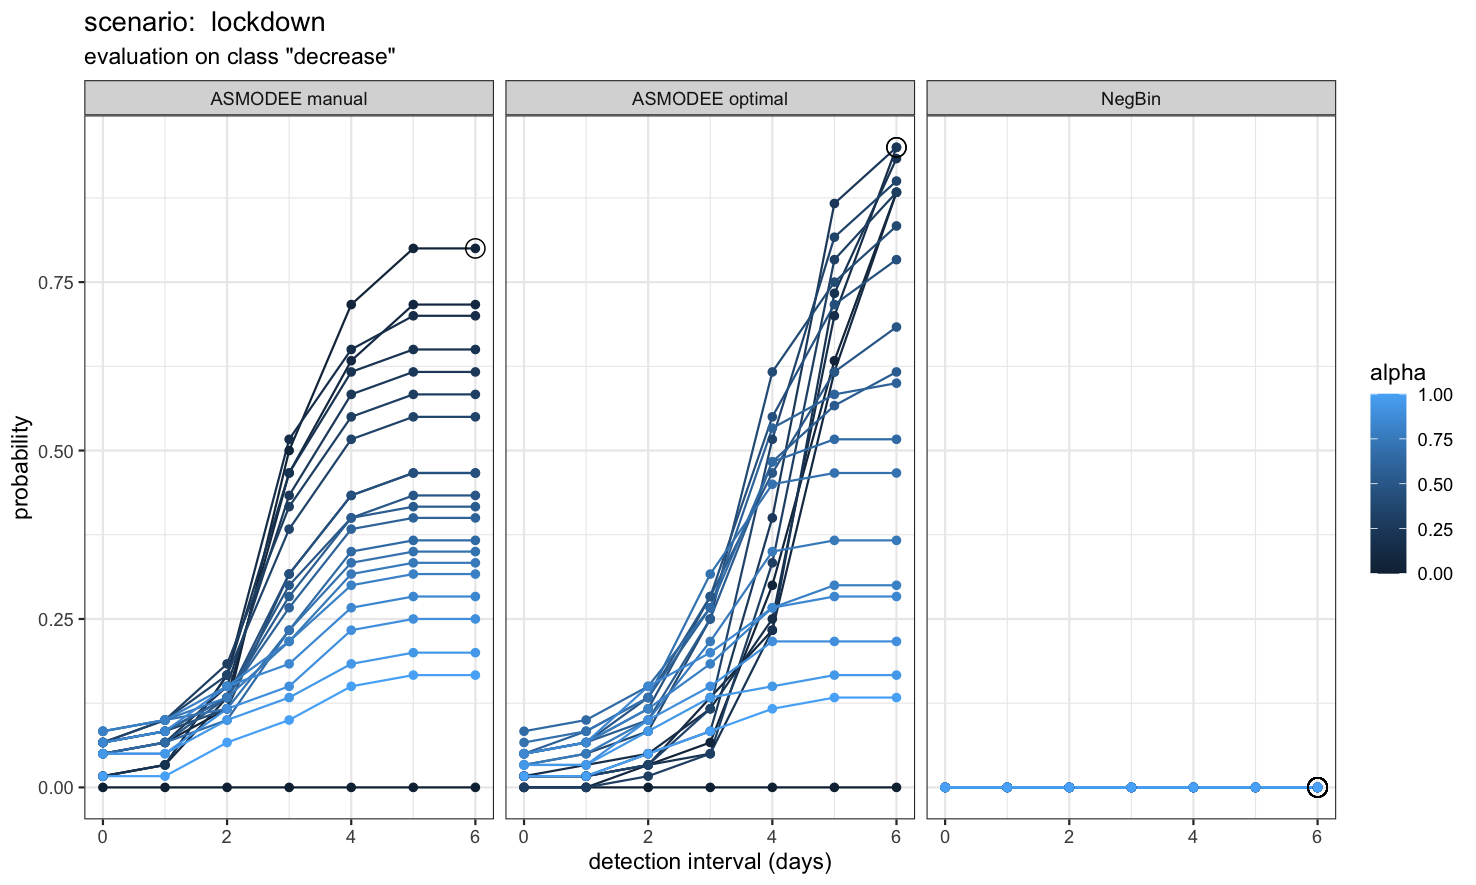 scenario:  lockdown
evaluation on class "decrease"
ASMODEE manual
ASMODEE optimal
NegBin
probability
0.75
0.50
0.25
0.00
0 2 4 6
0 2 4 6
0 2 4 6
detection interval (days)
alpha
1.00
0.75
0.50
0.25
0.00